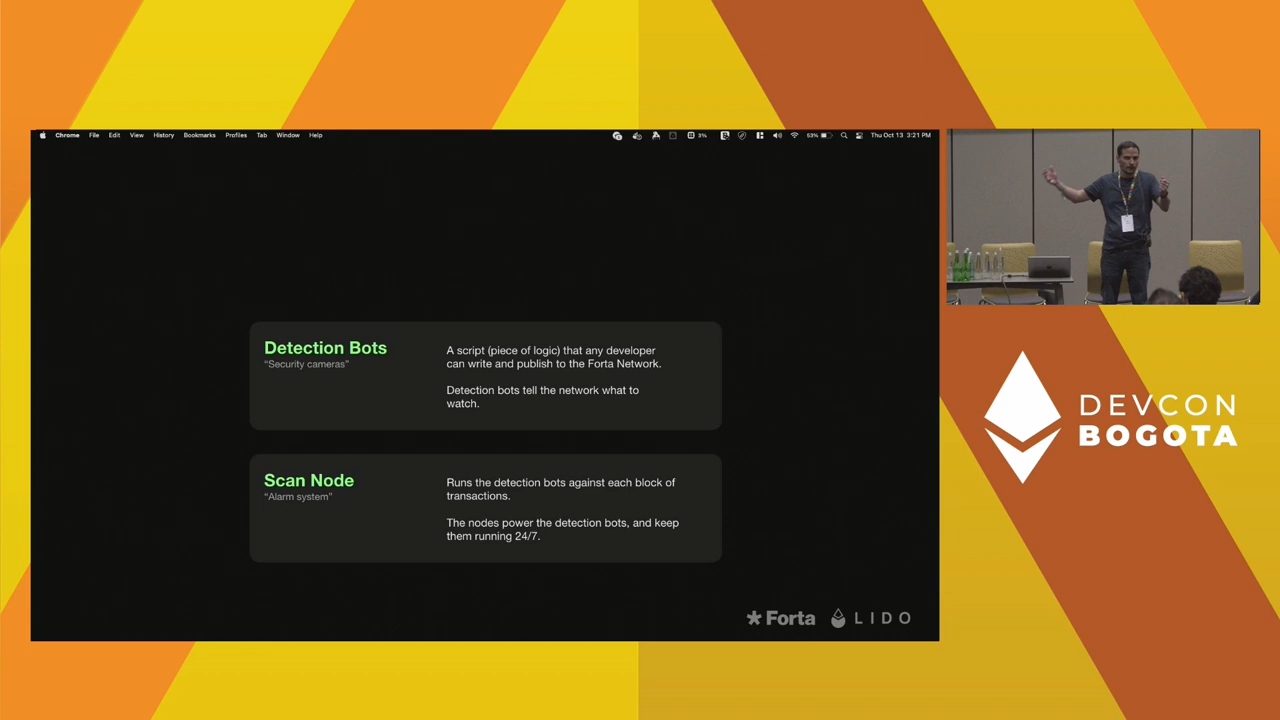 Chrome File Edit View History Bookmarks Profiles Tab Window Help
3% 53% Thu Oct 13 3:21 PM
Detection Bots
"Security cameras"
A script (piece of logic) that any developer
can write and publish to the Forta Network.
Detection bots tell the network what to
watch.
Scan Node
"Alarm system"
Runs the detection bots against each block of
transactions.
The nodes power the detection bots, and keep
them running 24/7.
Forta LIDO
DEVCON
BOGOTA